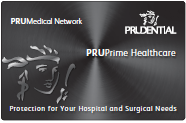 PRUMedical Network
PRUDENTIAL
PRUPrime Healthcare
Protection for Your Hospital and Surgical Needs